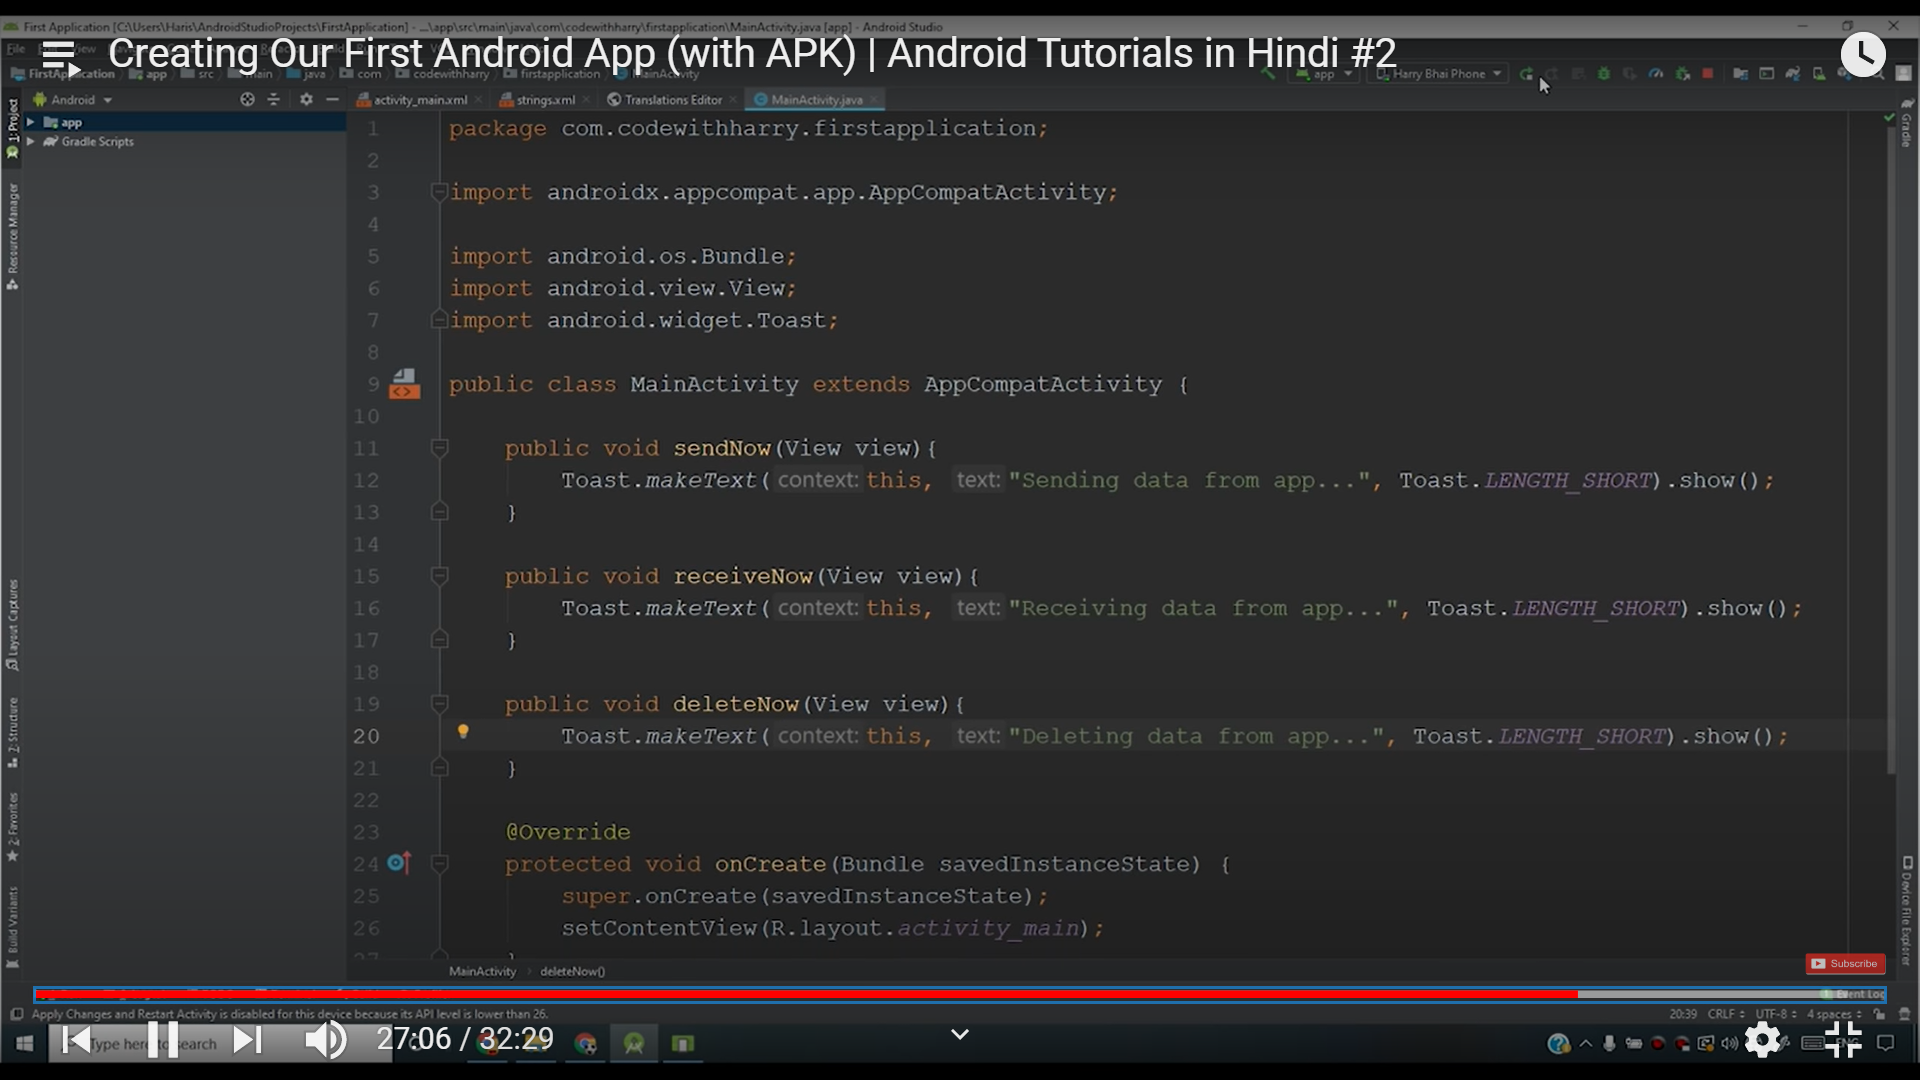 First Application [C:\Users\Haris\AndroidStudioProjects\FirstApplication] - ...\app\src\main\java\com\codewithharry\firstapplication\MainActivity.java [app] - Android Studio
Creating Our First Android App (with APK) | Android Tutorials in Hindi #2
File View
FirstApplication app src main java com codewithharry firstapplication MainActivity app Harry Bhai Phone
Android activity_main.xml strings.xml Translations Editor MainActivity.java
app
Gradle Scripts
1: Project
Resource Manager
Layout Captures
7: Structure
2: Favorites
Build Variants
Gradle
Device File Explorer
1 package com.codewithharry.firstapplication;
2
3 import androidx.appcompat.app.AppCompatActivity;
4
5 import android.os.Bundle;
6 import android.view.View;
7 import android.widget.Toast;
8
9 public class MainActivity extends AppCompatActivity {
10
11 public void sendNow(View view){
12 Toast.makeText( context: this, text: "Sending data from app...", Toast.LENGTH_SHORT).show();
13 }
14
15 public void receiveNow(View view){
16 Toast.makeText( context: this, text: "Receiving data from app...", Toast.LENGTH_SHORT).show();
17 }
18
19 public void deleteNow(View view){
20 Toast.makeText( context: this, text: "Deleting data from app...", Toast.LENGTH_SHORT).show();
21 }
22
23 @Override
24 protected void onCreate(Bundle savedInstanceState) {
25 super.onCreate(savedInstanceState);
26 setContentView(R.layout.activity_main);
27 }
Subscribe
MainActivity deleteNow()
Event Log
Apply Changes and Restart Activity is disabled for this device because its API level is lower than 26.
20:39 CRLF UTF-8 4 spaces
Type here to search
27:06 / 32:29
ENG